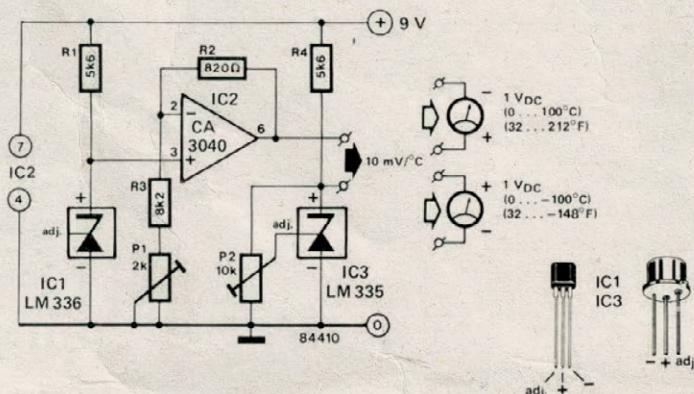 + 9 V
R1
5k6
R2
820Ω
R4
5k6
IC2
2
−
CA
3040
6
3
+
7
IC2
4
10 mV/°C
R3
8k2
+
adj.
−
IC1
LM 336
P1
2k
P2
10k
+
−
IC3
LM 335
0
84410
−
1 VDC
(0 ... 100°C)
(32 ... 212°F)
+
+
1 VDC
(0 ... −100°C)
(32 ... −148°F)
−
IC1
IC3
adj. + −
− + adj